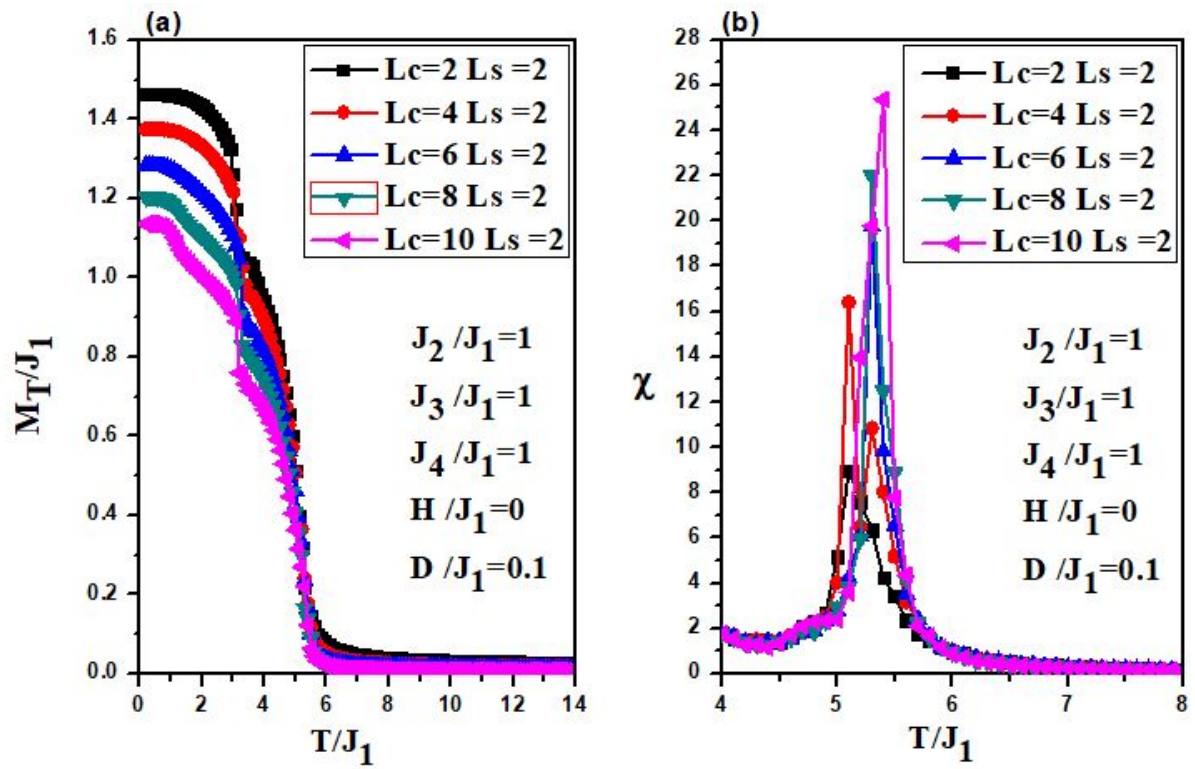 (a)
1.6
1.4
1.2
1.0
0.8
0.6
0.4
0.2
0.0
M_T/J_1
Lc=2 Ls =2
Lc=4 Ls =2
Lc=6 Ls =2
Lc=8 Ls =2
Lc=10 Ls =2
J_2 /J_1=1
J_3 /J_1=1
J_4 /J_1=1
H /J_1=0
D /J_1=0.1
0 2 4 6 8 10 12 14
T/J_1
(b)
28
26
24
22
20
18
16
14
12
10
8
6
4
2
0
χ
Lc=2 Ls =2
Lc=4 Ls =2
Lc=6 Ls =2
Lc=8 Ls =2
Lc=10 Ls =2
J_2 /J_1=1
J_3/J_1=1
J_4 /J_1=1
H /J_1=0
D /J_1=0.1
4 5 6 7 8
T/J_1